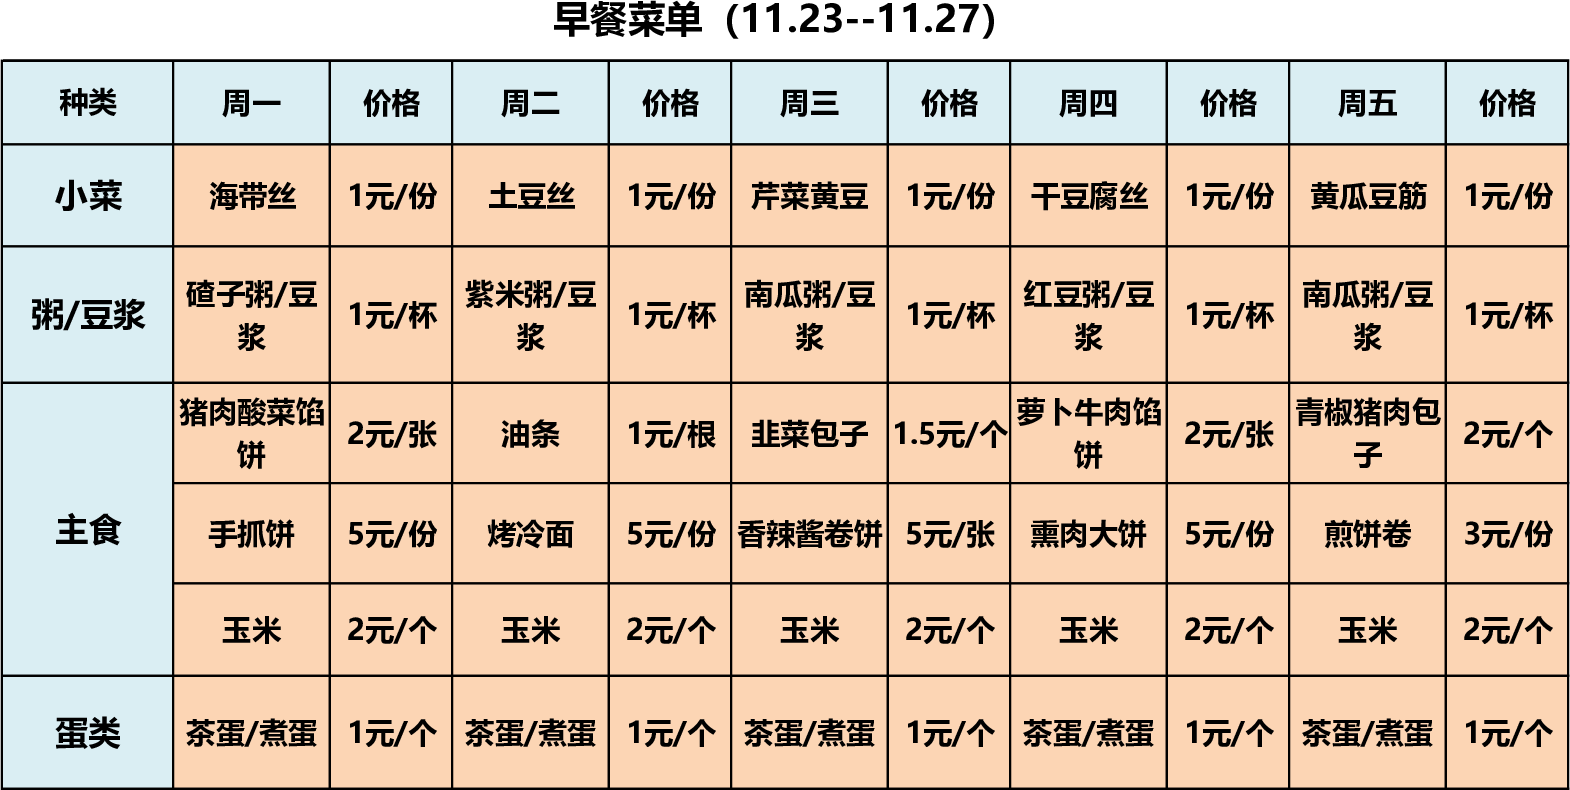 早餐菜单（11.23--11.27）
种类 周一 价格 周二 价格 周三 价格 周四 价格 周五 价格
小菜 海带丝 1元/份 土豆丝 1元/份 芹菜黄豆 1元/份 干豆腐丝 1元/份 黄瓜豆筋 1元/份
粥/豆浆 碴子粥/豆浆 1元/杯 紫米粥/豆浆 1元/杯 南瓜粥/豆浆 1元/杯 红豆粥/豆浆 1元/杯 南瓜粥/豆浆 1元/杯
主食 猪肉酸菜馅饼 2元/张 油条 1元/根 韭菜包子 1.5元/个 萝卜牛肉馅饼 2元/张 青椒猪肉包子 2元/个
手抓饼 5元/份 烤冷面 5元/份 香辣酱卷饼 5元/张 熏肉大饼 5元/份 煎饼卷 3元/份
玉米 2元/个 玉米 2元/个 玉米 2元/个 玉米 2元/个 玉米 2元/个
蛋类 茶蛋/煮蛋 1元/个 茶蛋/煮蛋 1元/个 茶蛋/煮蛋 1元/个 茶蛋/煮蛋 1元/个 茶蛋/煮蛋 1元/个